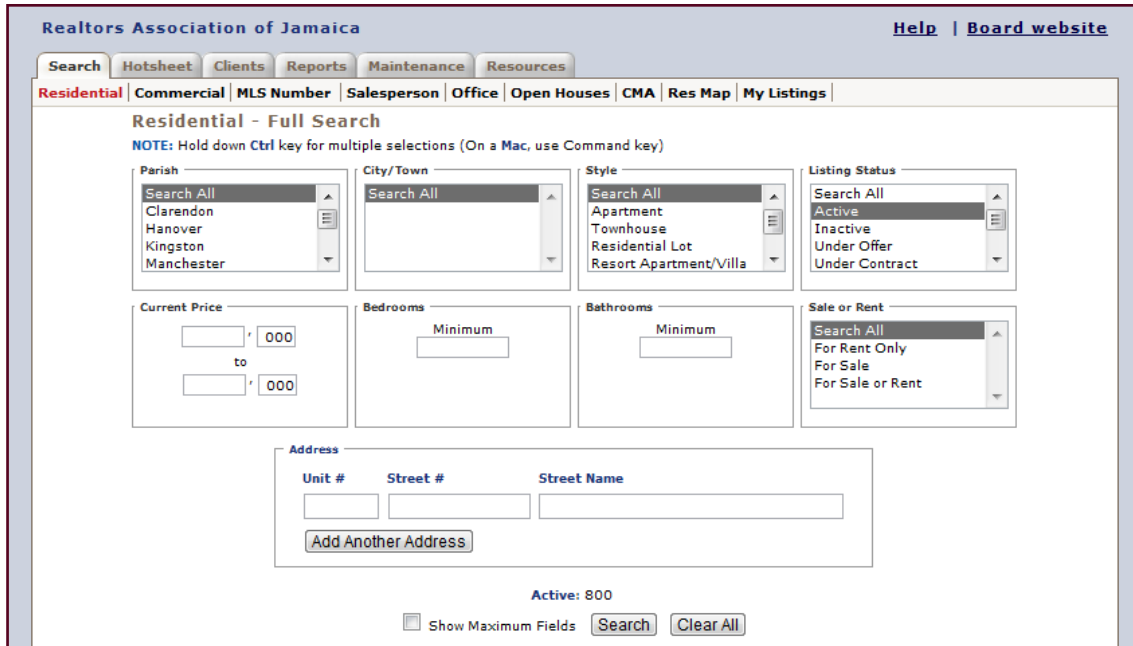 Realtors Association of Jamaica
Help | Board website
Search Hotsheet Clients Reports Maintenance Resources
Residential | Commercial | MLS Number | Salesperson | Office | Open Houses | CMA | Res Map | My Listings |
Residential - Full Search
NOTE: Hold down Ctrl key for multiple selections (On a Mac, use Command key)
Parish
Search All
Clarendon
Hanover
Kingston
Manchester
City/Town
Search All
Style
Search All
Apartment
Townhouse
Residential Lot
Resort Apartment/Villa
Listing Status
Search All
Active
Inactive
Under Offer
Under Contract
Current Price
, 000
to
, 000
Bedrooms
Minimum
Bathrooms
Minimum
Sale or Rent
Search All
For Rent Only
For Sale
For Sale or Rent
Address
Unit # Street # Street Name
Add Another Address
Active: 800
Show Maximum Fields Search Clear All